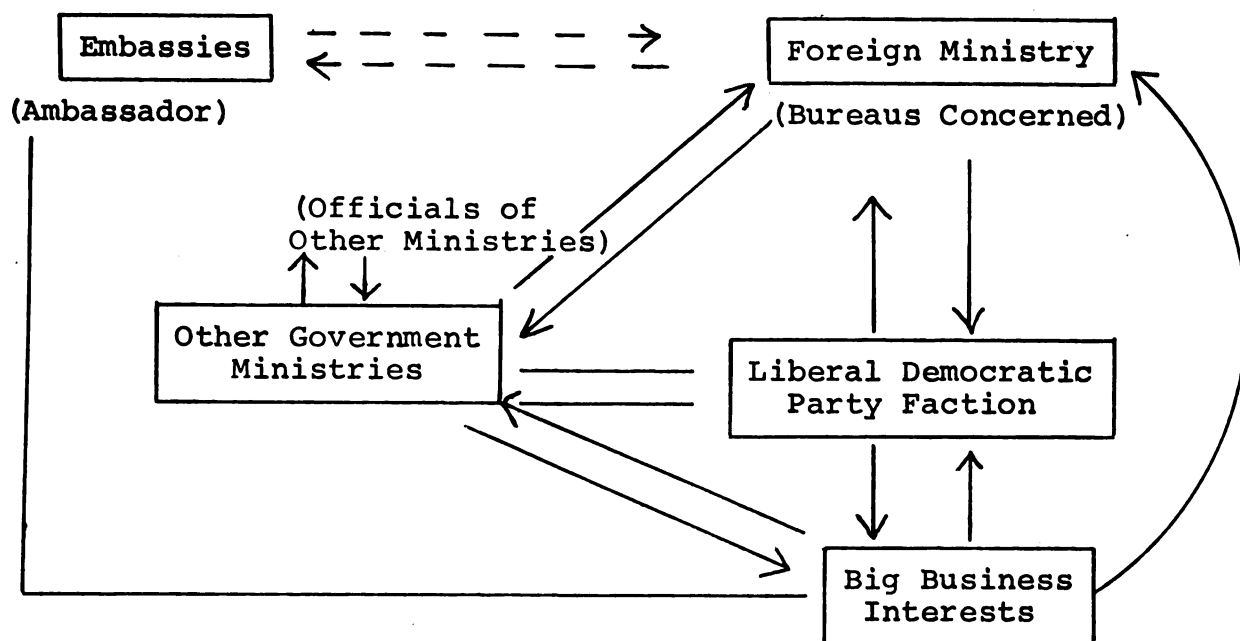 Embassies
Foreign Ministry
(Ambassador)
(Bureaus Concerned)
(Officials of
Other Ministries)
Other Government
Ministries
Liberal Democratic
Party Faction
Big Business
Interests